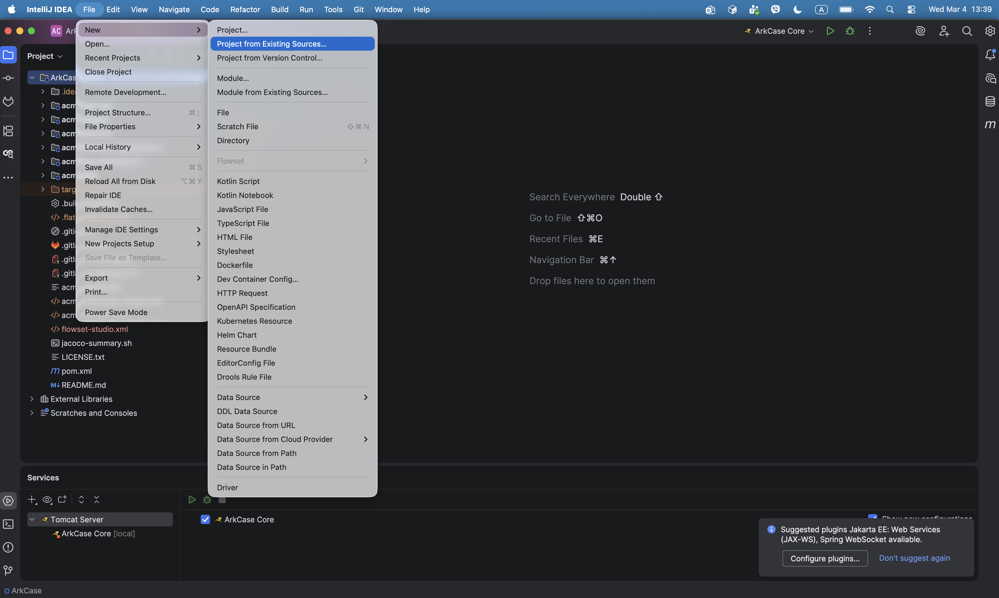 IntelliJ IDEA File Edit View Navigate Code Refactor Build Run Tools Git Window Help A Wed Mar 4 13:39
AC Ark
ArkCase Core
Project
ArkCas
.idea
acm
acm
acm
acm
acm
acm
targ
.buil
.flat
.gitig
.gitla
.gitla
.gitla
acm
acm
acm
flowset-studio.xml
jacoco-summary.sh
LICENSE.txt
m pom.xml
M↓ README.md
External Libraries
Scratches and Consoles
New
Open...
Recent Projects
Close Project
Remote Development...
Project Structure... ⌘ ;
File Properties
Local History
Save All ⌘ S
Reload All from Disk ⌥ ⌘ Y
Repair IDE
Invalidate Caches...
Manage IDE Settings
New Projects Setup
Save File as Template...
Export
Print...
Power Save Mode
Project...
Project from Existing Sources...
Project from Version Control...
Module...
Module from Existing Sources...
File
Scratch File ⇧ ⌘ N
Directory
Flowset
Kotlin Script
Kotlin Notebook
JavaScript File
TypeScript File
HTML File
Stylesheet
Dockerfile
Dev Container Config...
HTTP Request
OpenAPI Specification
Kubernetes Resource
Helm Chart
Resource Bundle
EditorConfig File
Drools Rule File
Data Source
DDL Data Source
Data Source from URL
Data Source from Cloud Provider
Data Source from Path
Data Source in Path
Driver
Search Everywhere Double ⇧
Go to File ⇧⌘O
Recent Files ⌘E
Navigation Bar ⌘↑
Drop files here to open them
m
Services
Tomcat Server
ArkCase Core [local]
ArkCase Core
Show new configurations
Suggested plugins Jakarta EE: Web Services
(JAX-WS), Spring WebSocket available.
Configure plugins... Don't suggest again
ArkCase